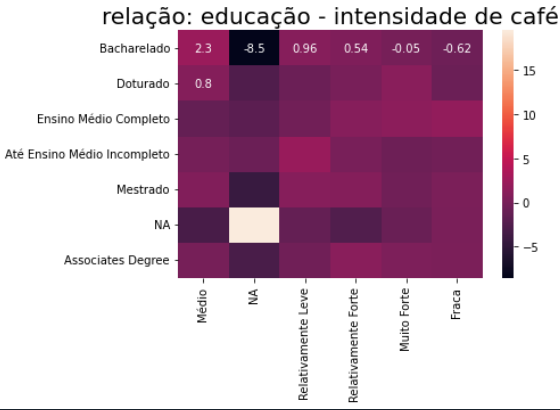 relação: educação - intensidade de café
Bacharelado 2.3 -8.5 0.96 0.54 -0.05 -0.62
Doturado 0.8
Ensino Médio Completo
Até Ensino Médio Incompleto
Mestrado
NA
Associates Degree
15
10
5
0
−5
Médio
NA
Relativamente Leve
Relativamente Forte
Muito Forte
Fraca